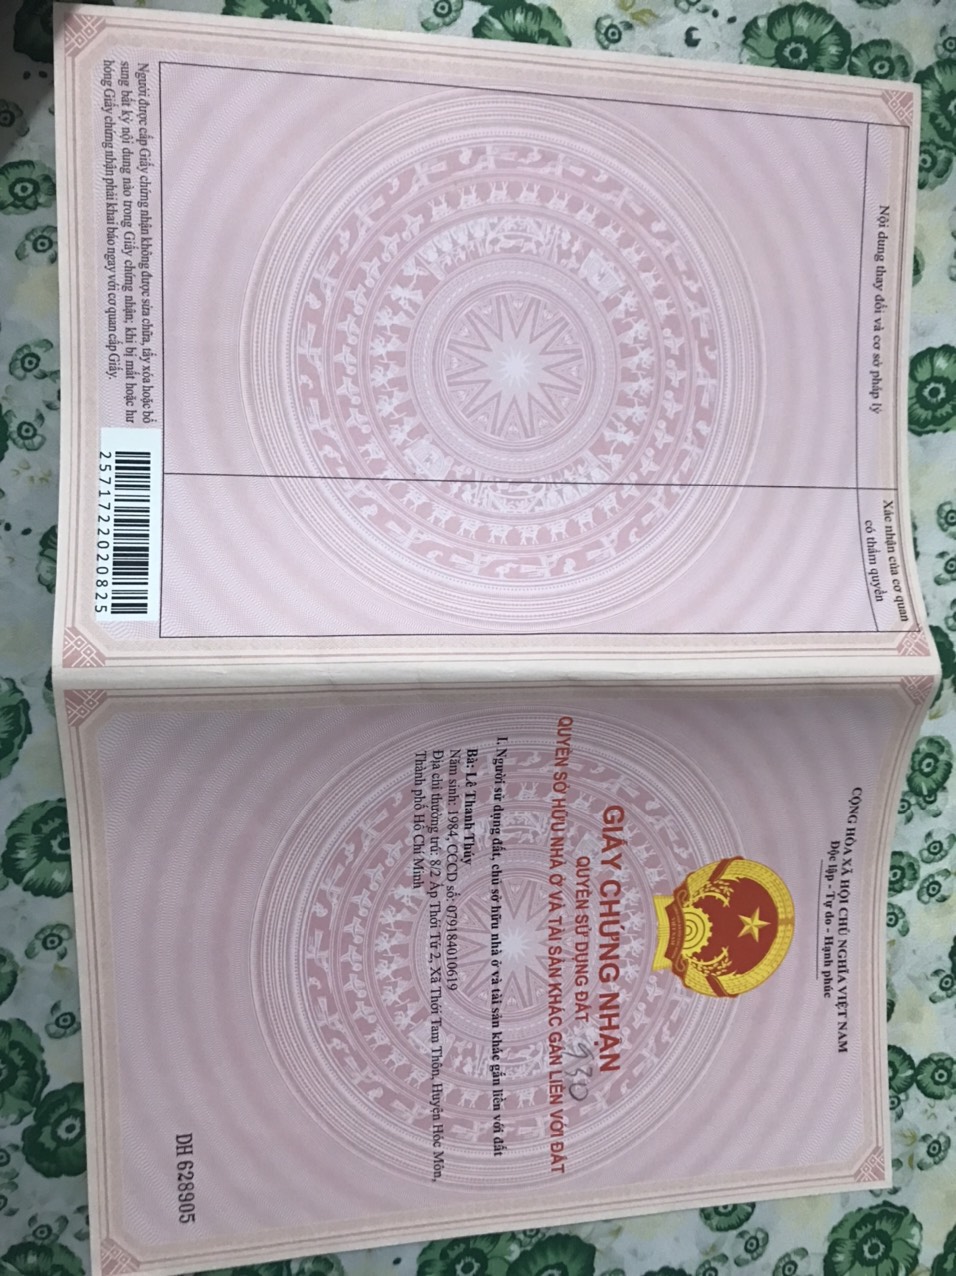 Nội dung thay đổi và cơ sở pháp lý
Xác nhận của cơ quan
có thẩm quyền
Người được cấp Giấy chứng nhận không được sửa chữa, tẩy xóa hoặc bổ
sung bất kỳ nội dung nào trong Giấy chứng nhận; khi bị mất hoặc hư
hỏng Giấy chứng nhận phải khai báo ngay với cơ quan cấp Giấy.
2571722020825
CỘNG HÒA XÃ HỘI CHỦ NGHĨA VIỆT NAM
Độc lập - Tự do - Hạnh phúc
GIẤY CHỨNG NHẬN
QUYỀN SỬ DỤNG ĐẤT 930
QUYỀN SỞ HỮU NHÀ Ở VÀ TÀI SẢN KHÁC GẮN LIỀN VỚI ĐẤT
I. Người sử dụng đất, chủ sở hữu nhà ở và tài sản khác gắn liền với đất
Bà: Lê Thanh Thủy
Năm sinh: 1984, CCCD số: 079184010619
Địa chỉ thường trú: 8/2 Ấp Thới Tứ 2, Xã Thới Tam Thôn, Huyện Hóc Môn,
Thành phố Hồ Chí Minh
DH 628905